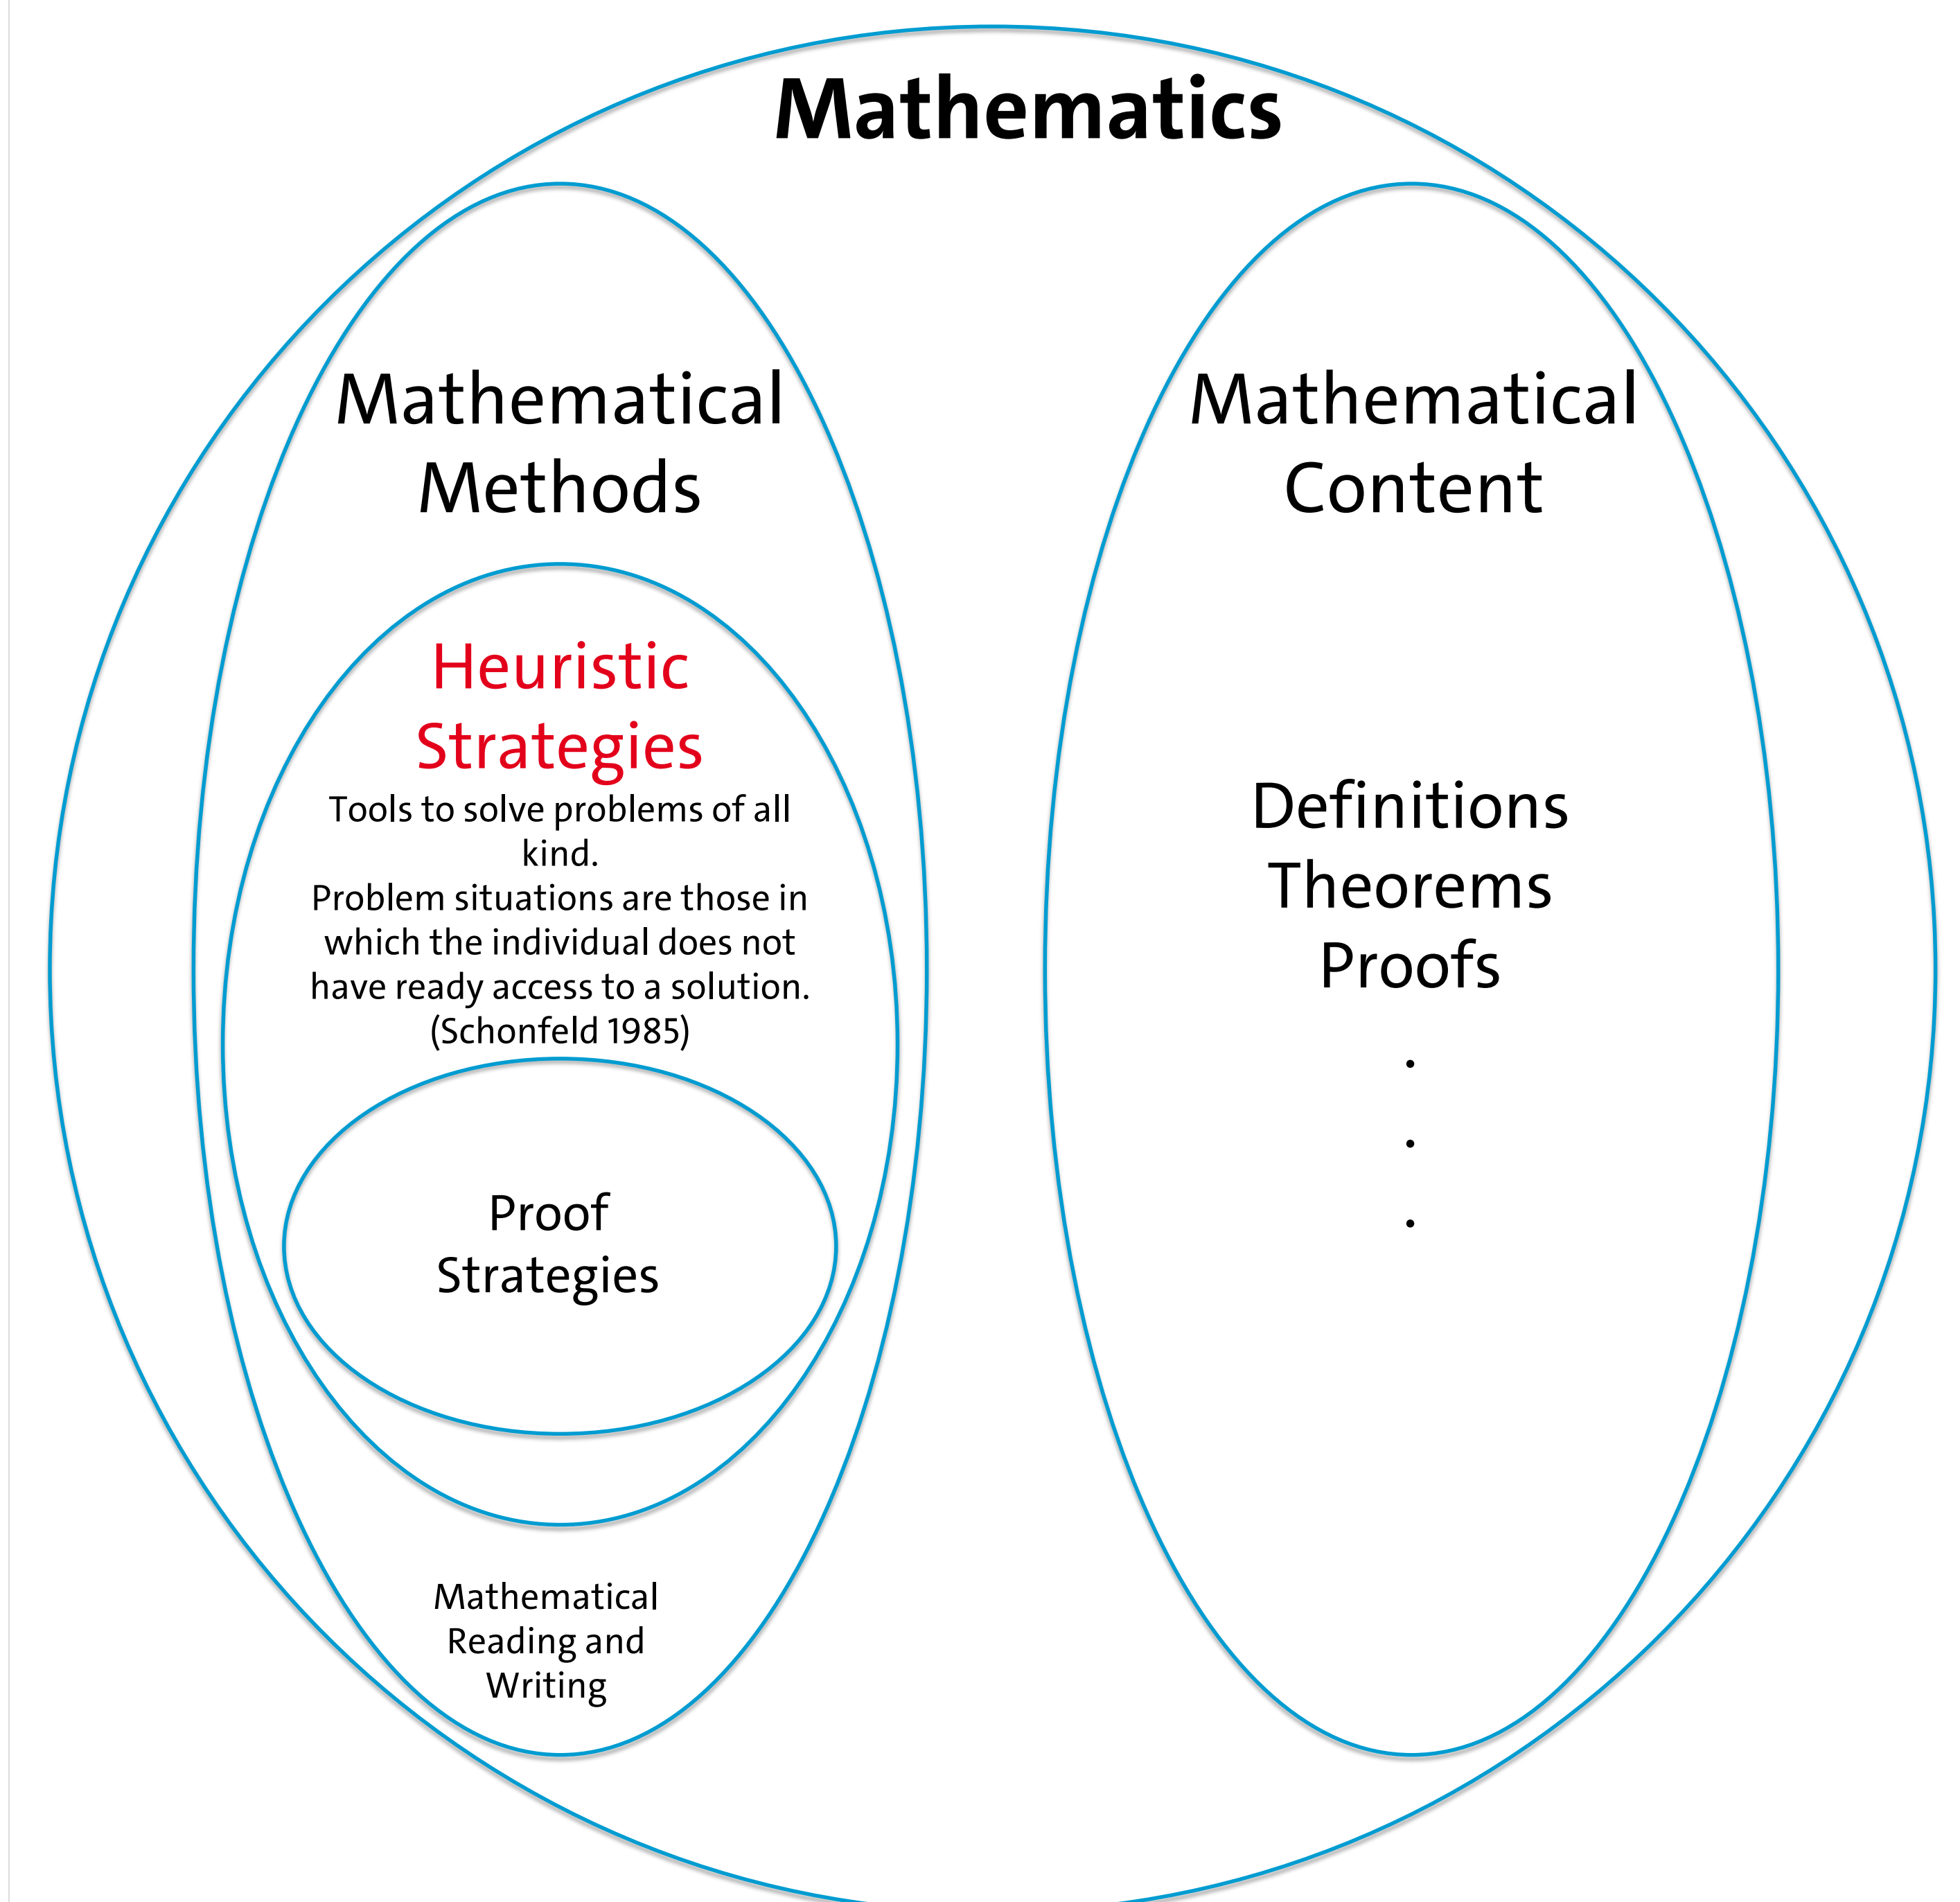 Mathematics
Mathematical
Methods
Heuristic
Strategies
Tools to solve problems of all
kind.
Problem situations are those in
which the individual does not
have ready access to a solution.
(Schonfeld 1985)
Proof
Strategies
Mathematical
Reading and
Writing
Mathematical
Content
Definitions
Theorems
Proofs
.
.
.